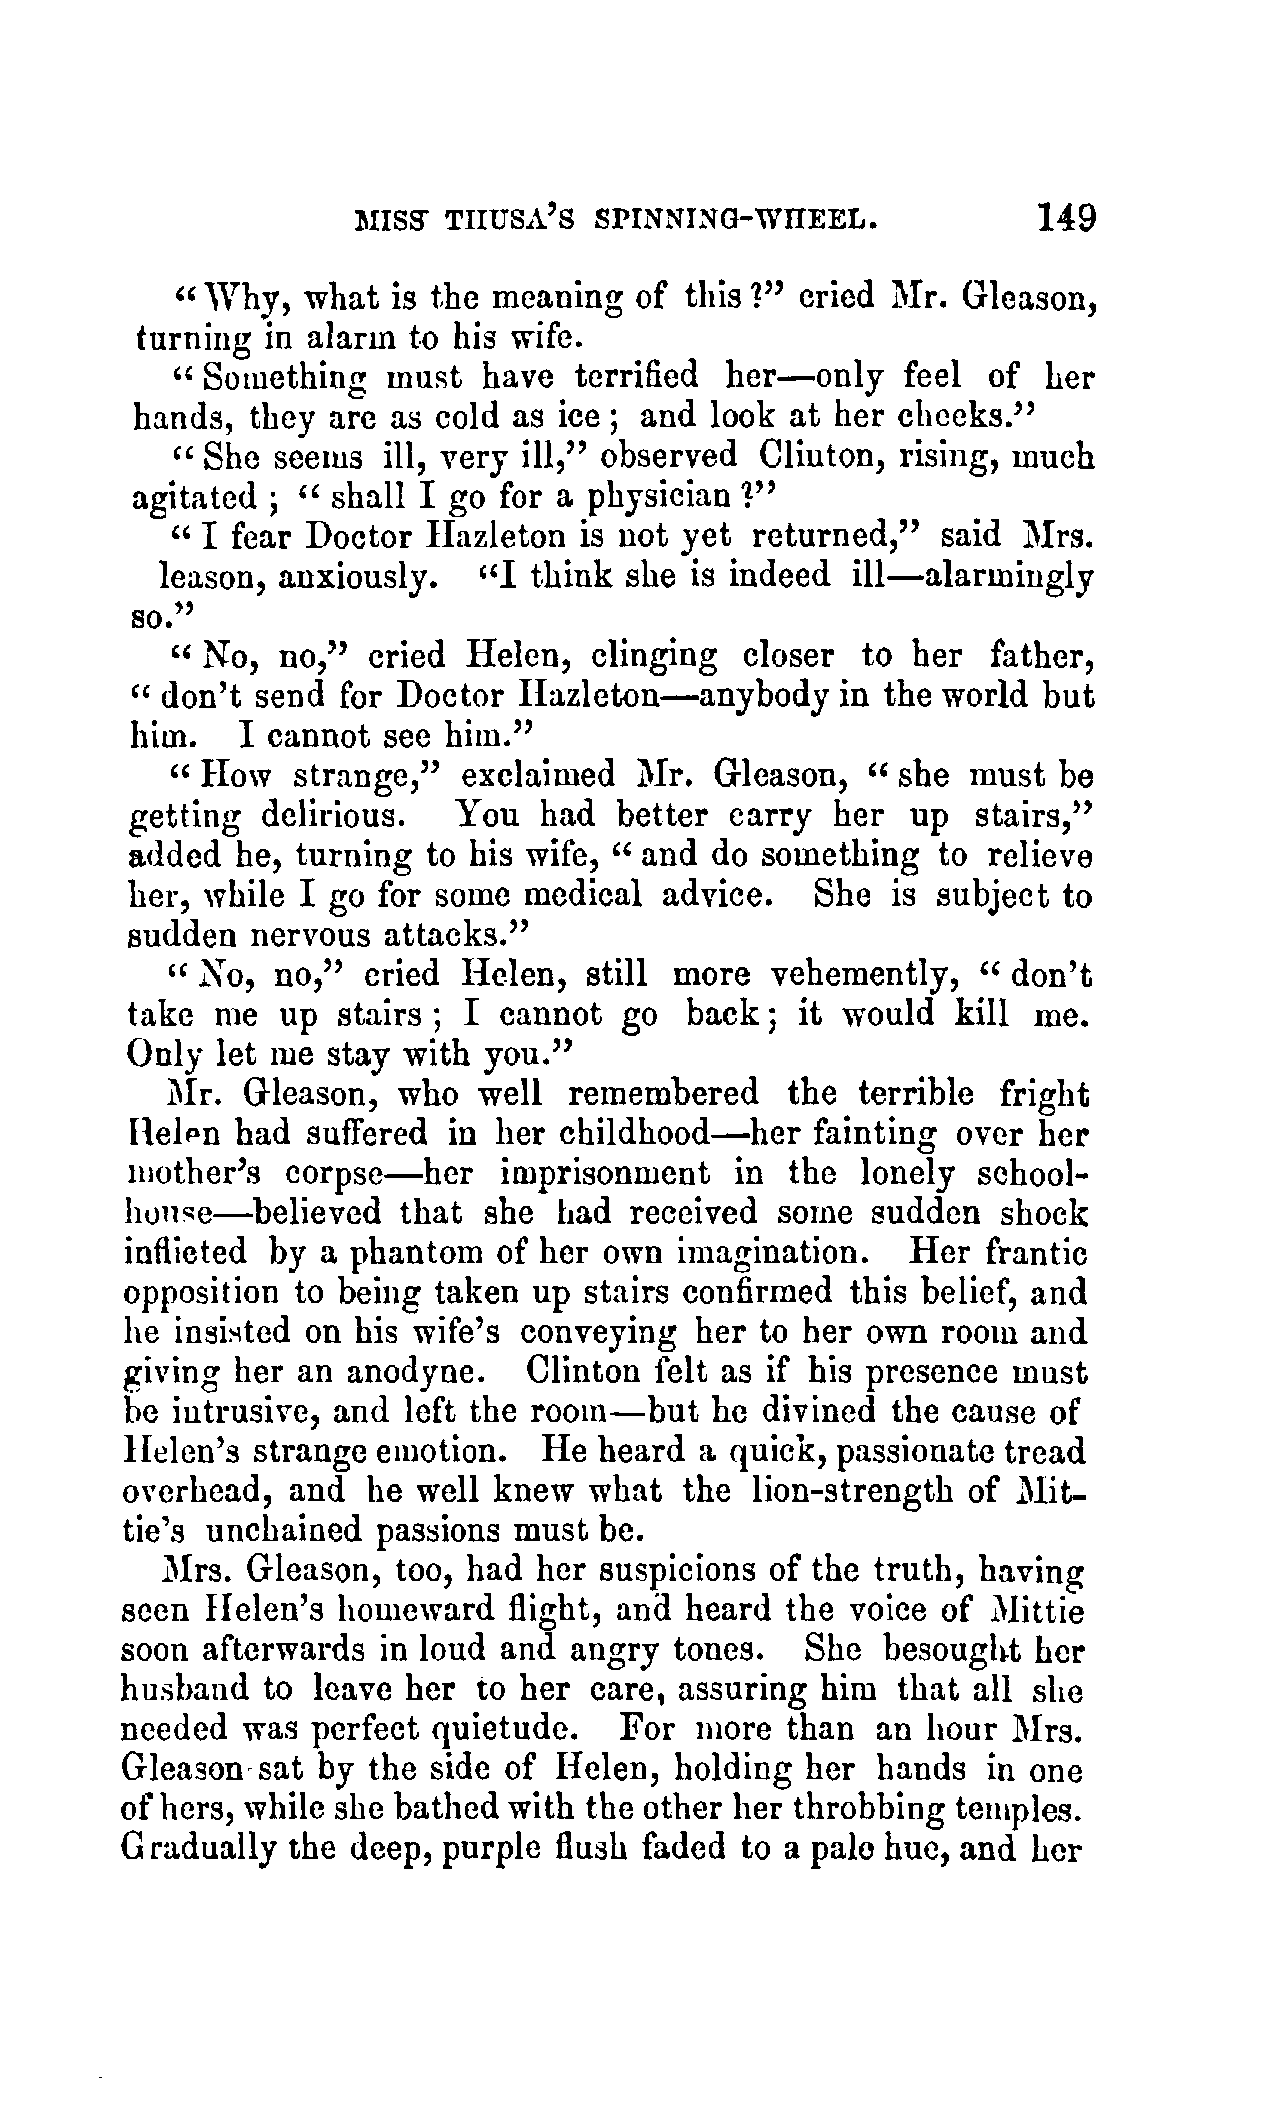 MISS THUSA'S SPINNING-WHEEL. 149
"Why, what is the meaning of this?" cried Mr. Gleason,
turning in alarm to his wife.
"Something must have terrified her—only feel of her
hands, they are as cold as ice; and look at her cheeks."
"She seems ill, very ill," observed Clinton, rising, much
agitated; "shall I go for a physician?"
"I fear Doctor Hazleton is not yet returned," said Mrs.
leason, anxiously. "I think she is indeed ill—alarmingly
so."
"No, no," cried Helen, clinging closer to her father,
"don't send for Doctor Hazleton—anybody in the world but
him. I cannot see him."
"How strange," exclaimed Mr. Gleason, "she must be
getting delirious. You had better carry her up stairs,"
added he, turning to his wife, "and do something to relieve
her, while I go for some medical advice. She is subject to
sudden nervous attacks."
"No, no," cried Helen, still more vehemently, "don't
take me up stairs; I cannot go back; it would kill me.
Only let me stay with you."
Mr. Gleason, who well remembered the terrible fright
Helen had suffered in her childhood—her fainting over her
mother's corpse—her imprisonment in the lonely school-
house—believed that she had received some sudden shock
inflicted by a phantom of her own imagination. Her frantic
opposition to being taken up stairs confirmed this belief, and
he insisted on his wife's conveying her to her own room and
giving her an anodyne. Clinton felt as if his presence must
be intrusive, and left the room—but he divined the cause of
Helen's strange emotion. He heard a quick, passionate tread
overhead, and he well knew what the lion-strength of Mit-
tie's unchained passions must be.
Mrs. Gleason, too, had her suspicions of the truth, having
seen Helen's homeward flight, and heard the voice of Mittie
soon afterwards in loud and angry tones. She besought her
husband to leave her to her care, assuring him that all she
needed was perfect quietude. For more than an hour Mrs.
Gleason sat by the side of Helen, holding her hands in one
of hers, while she bathed with the other her throbbing temples.
Gradually the deep, purple flush faded to a pale hue, and her